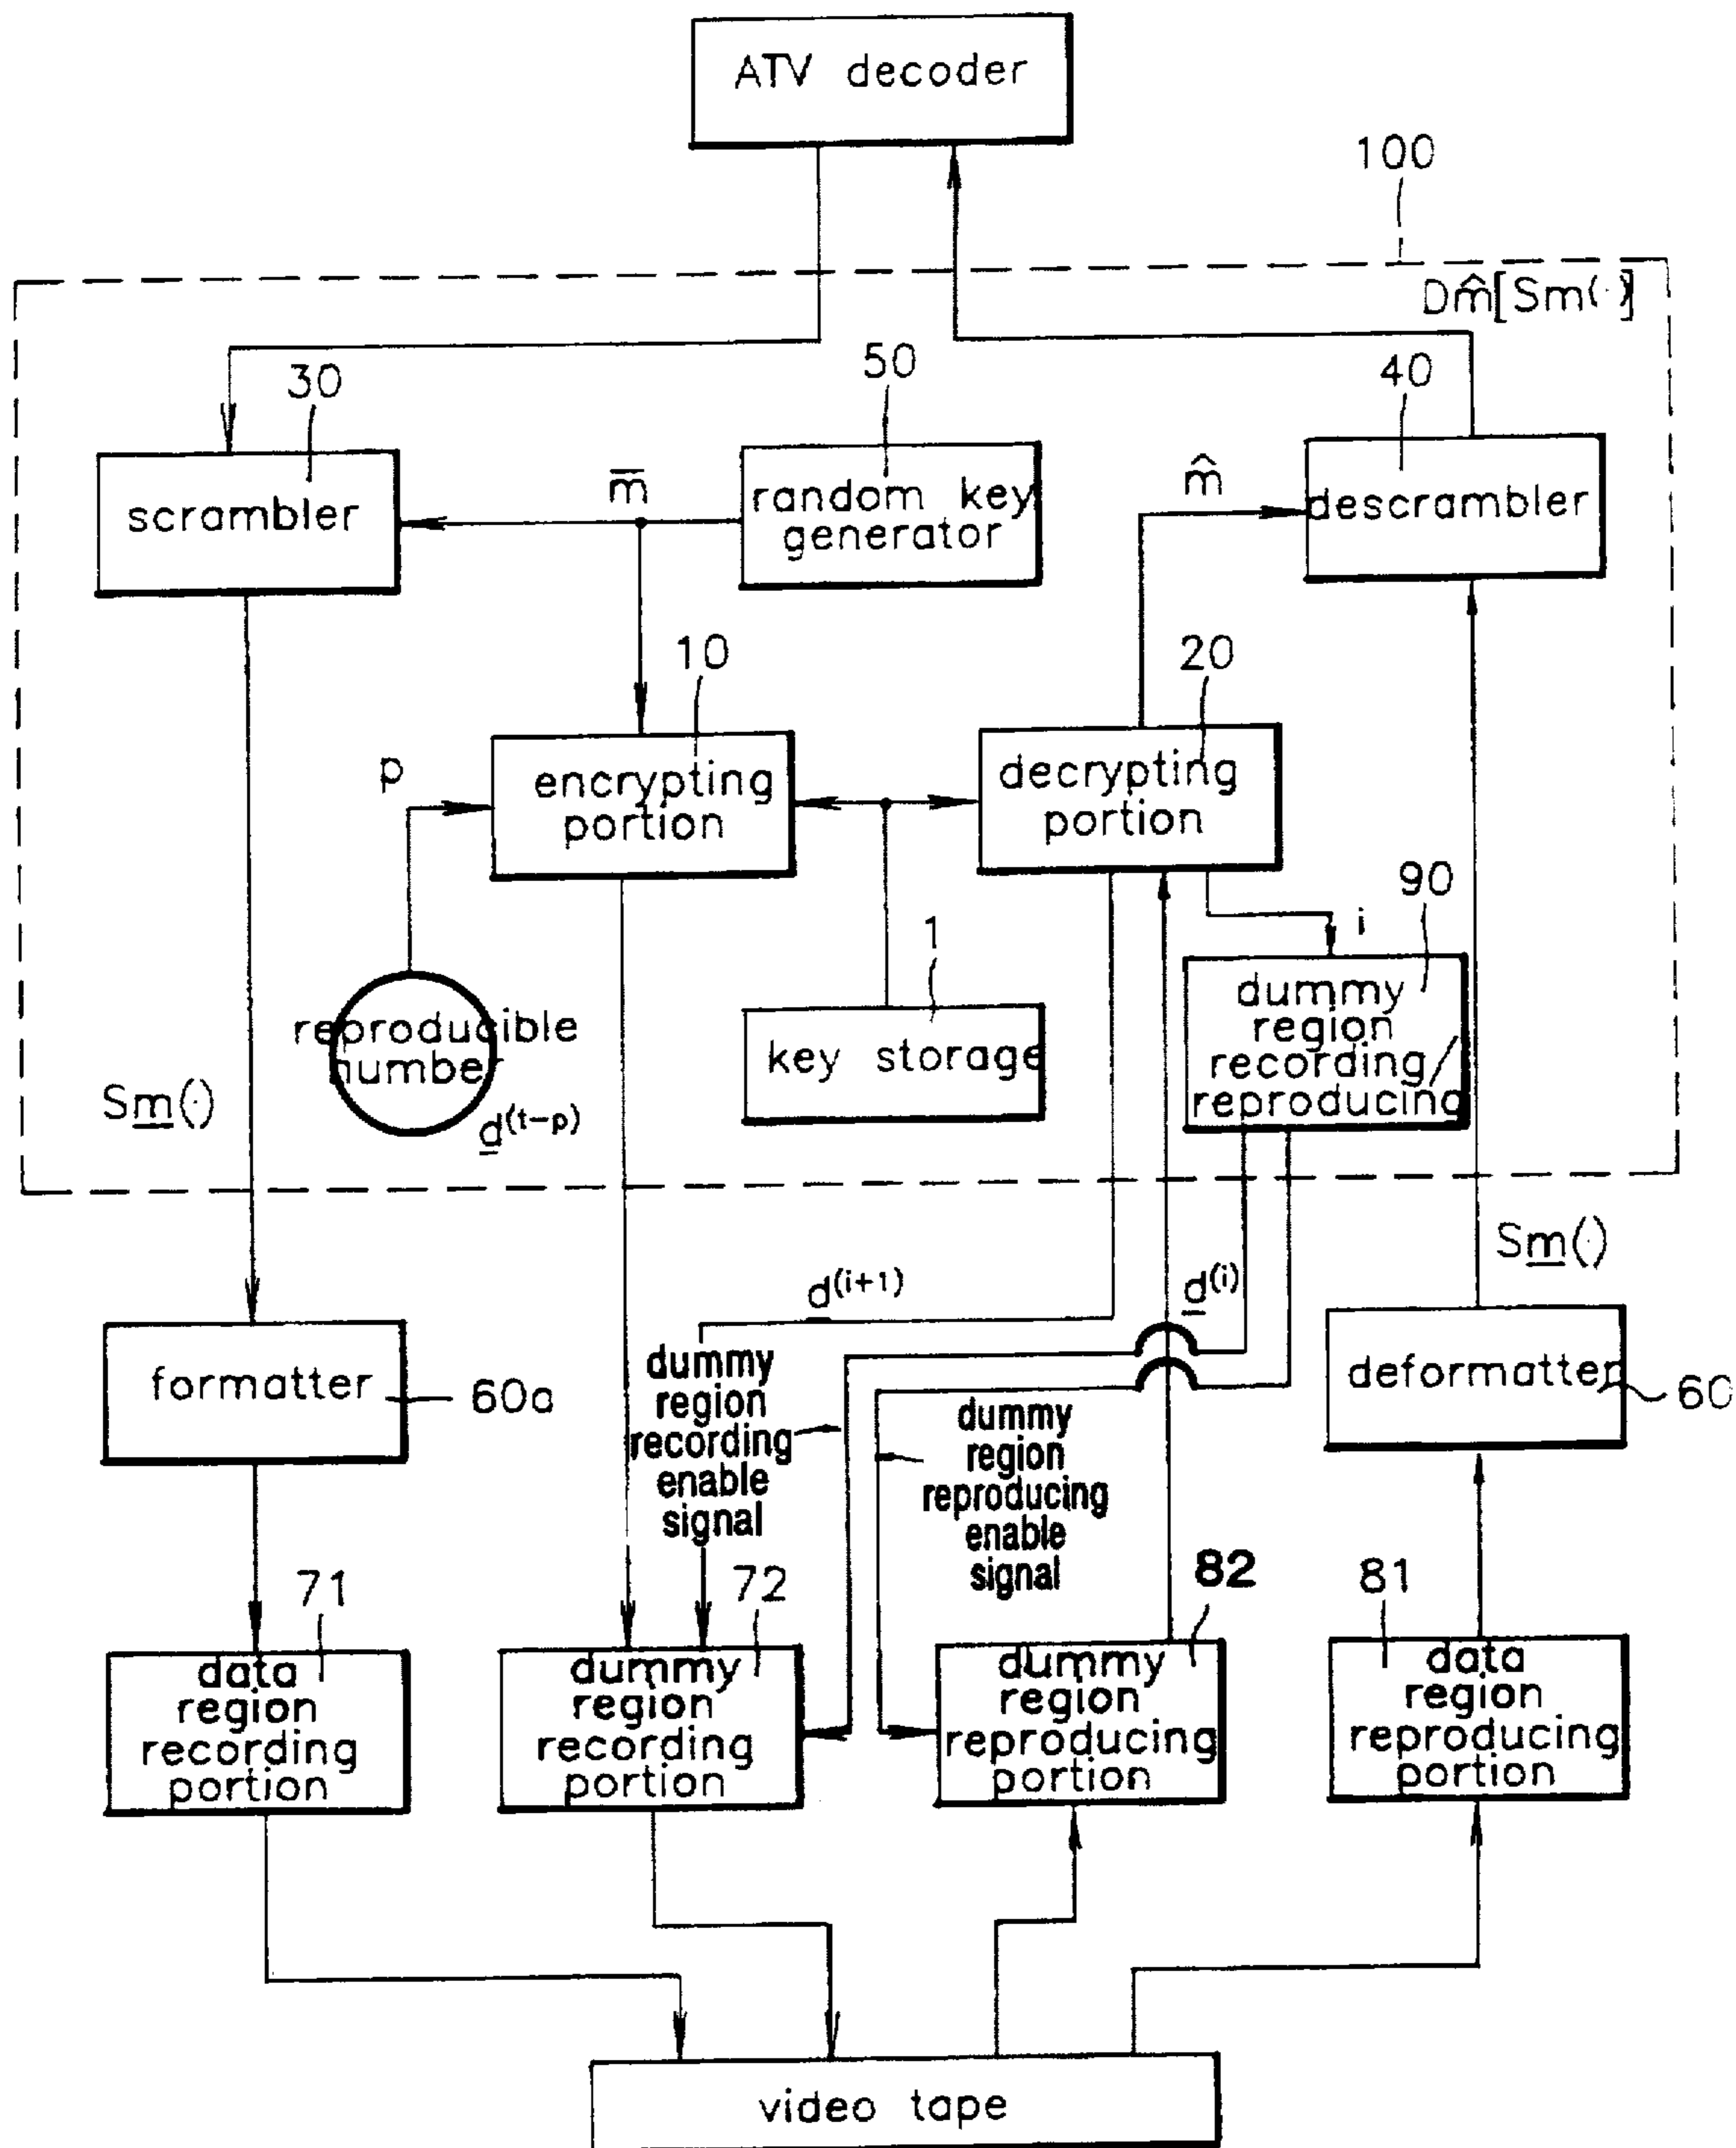 ATV decoder
100
Dm̂[Sm(·)]
30
50
40
m̅
m̂
scrambler
random key
generator
descrambler
10
20
p
encrypting
portion
decrypting
portion
90
i
1
reproducible
number
key storage
dummy
region
recording/
reproducing
Sm(·)
d(t-p)
Sm(·)
d(i+1)
d(i)
formatter
60a
dummy
region
recording
enable
signal
dummy
region
reproducing
enable
signal
deformatter
60
71
72
82
81
data
region
recording
portion
dummy
region
recording
portion
dummy
region
reproducing
portion
data
region
reproducing
portion
video tape